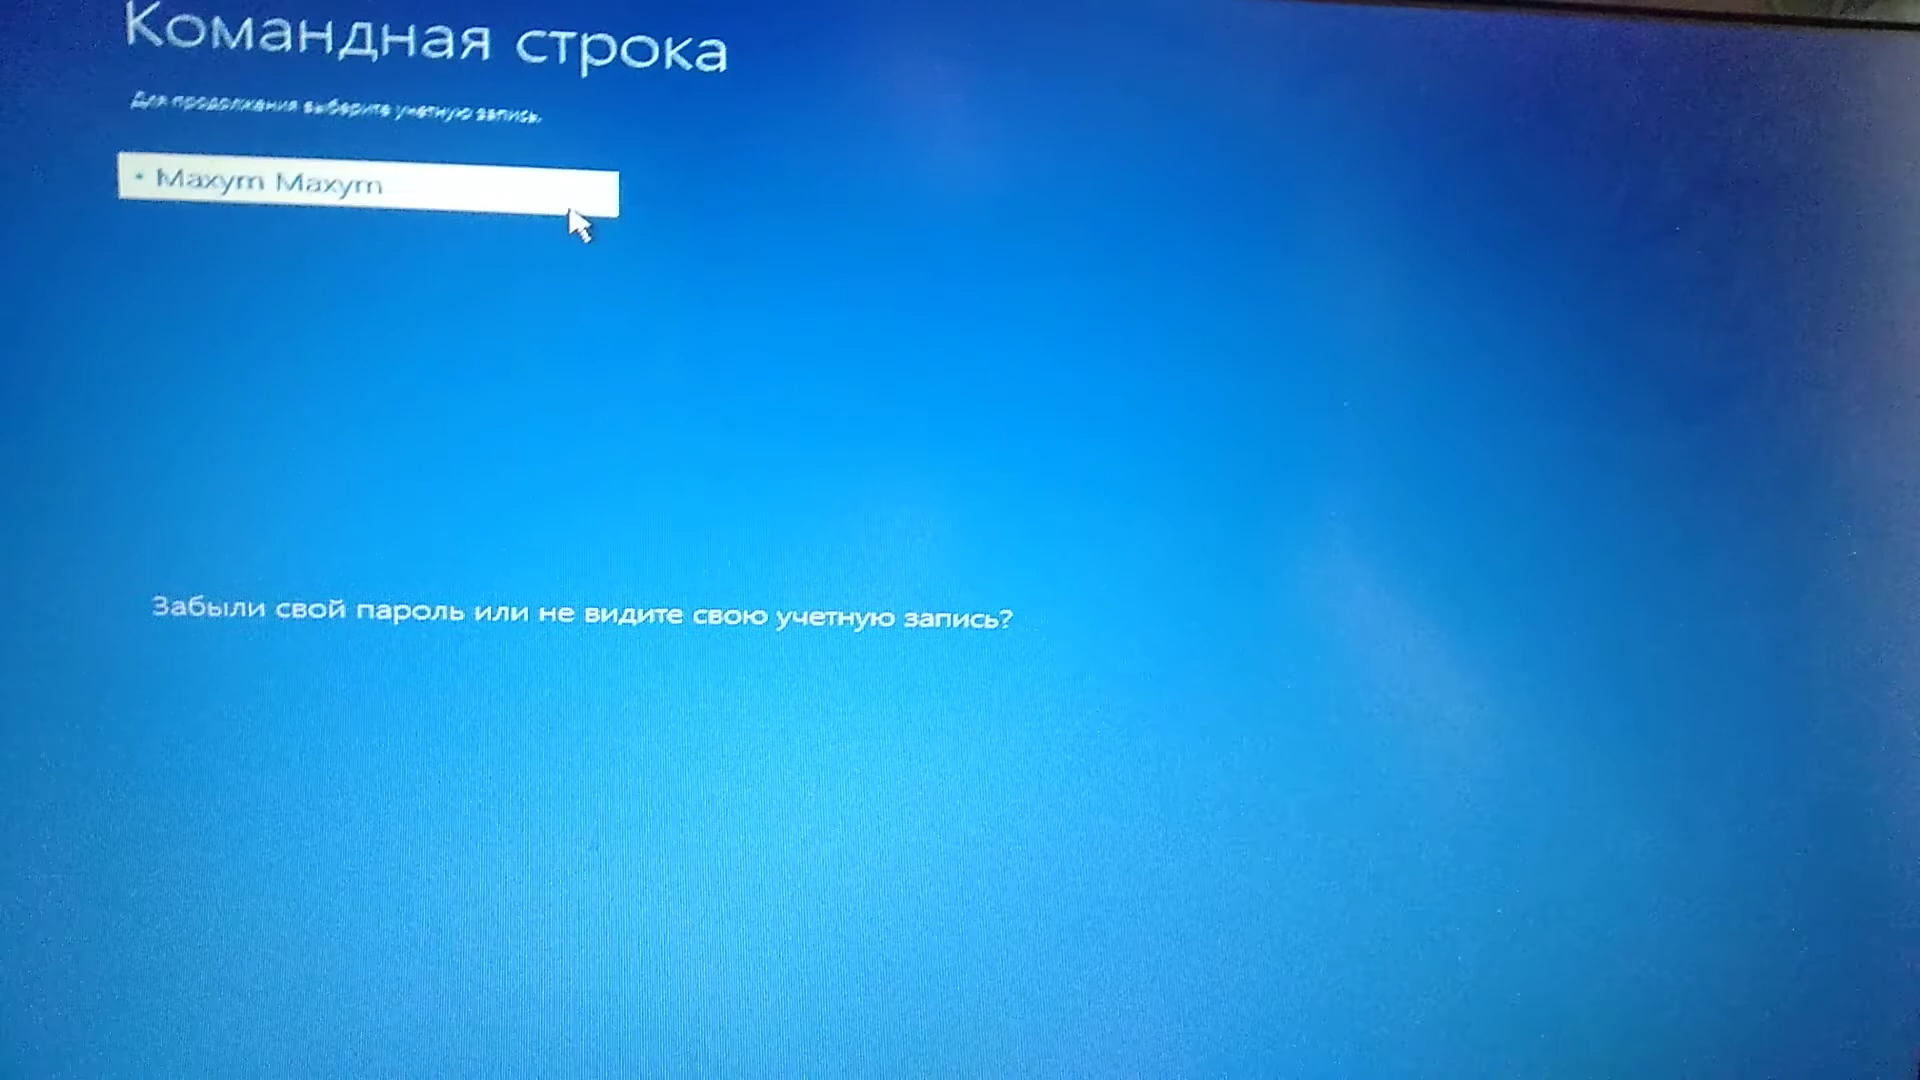 Командная строка
Для продолжения выберите учетную запись.
Maxym Maxym
Забыли свой пароль или не видите свою учетную запись?